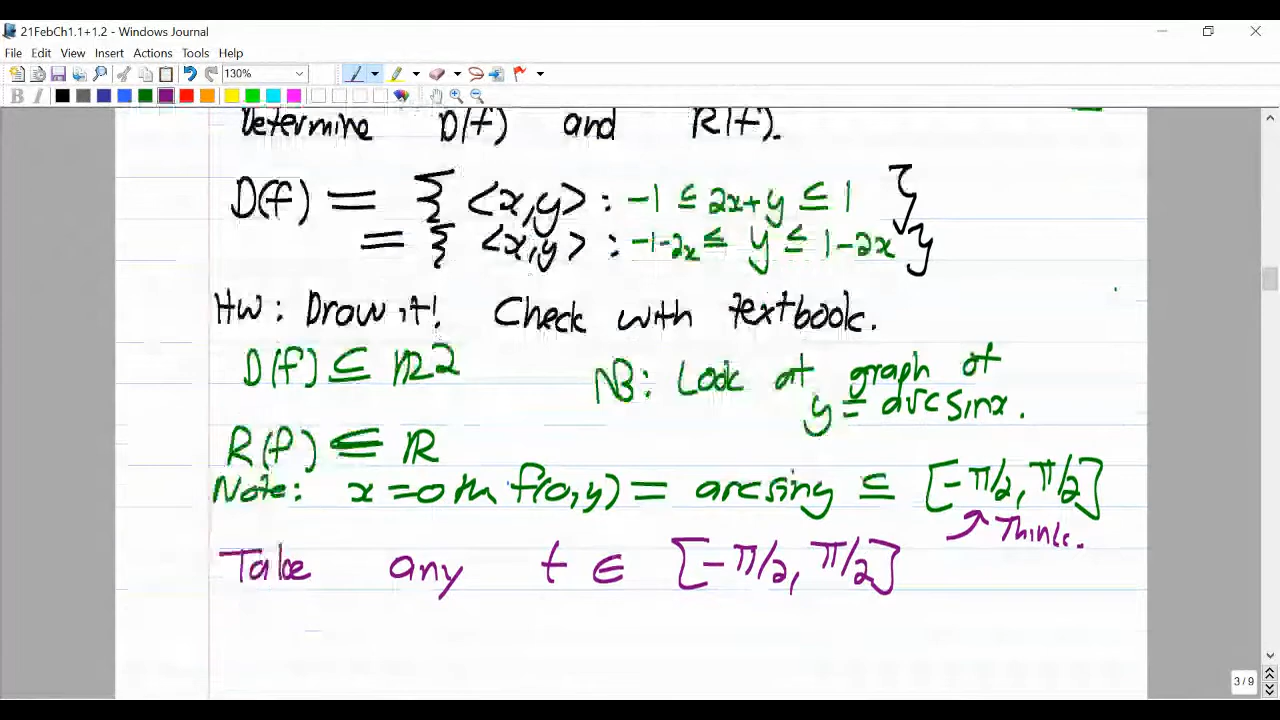 21FebCh1.1+1.2 - Windows Journal
File Edit View Insert Actions Tools Help
130%
B I
Determine D(f) and R(f).
D(f) = { <x,y> : -1 ≤ 2x+y ≤ 1 }
= { <x,y> : -1-2x ≤ y ≤ 1-2x }
HW : Draw it! Check with textbook.
D(f) ⊆ ℝ2 NB: Look at graph of
y = arcsinx.
R(f) ⊆ ℝ
Note: x=0 th f(0,y) = arcsiny ⊆ [-π/2, π/2]
↗ Think.
Take any t ∈ [-π/2, π/2]
3 / 9